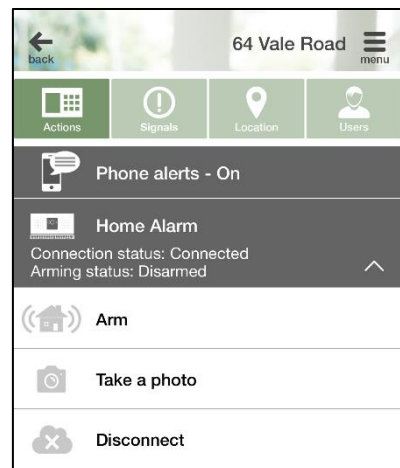 64 Vale Road
back
menu
Actions
Signals
Location
Users
Phone alerts - On
Home Alarm
Connection status: Connected
Arming status: Disarmed
Arm
Take a photo
Disconnect